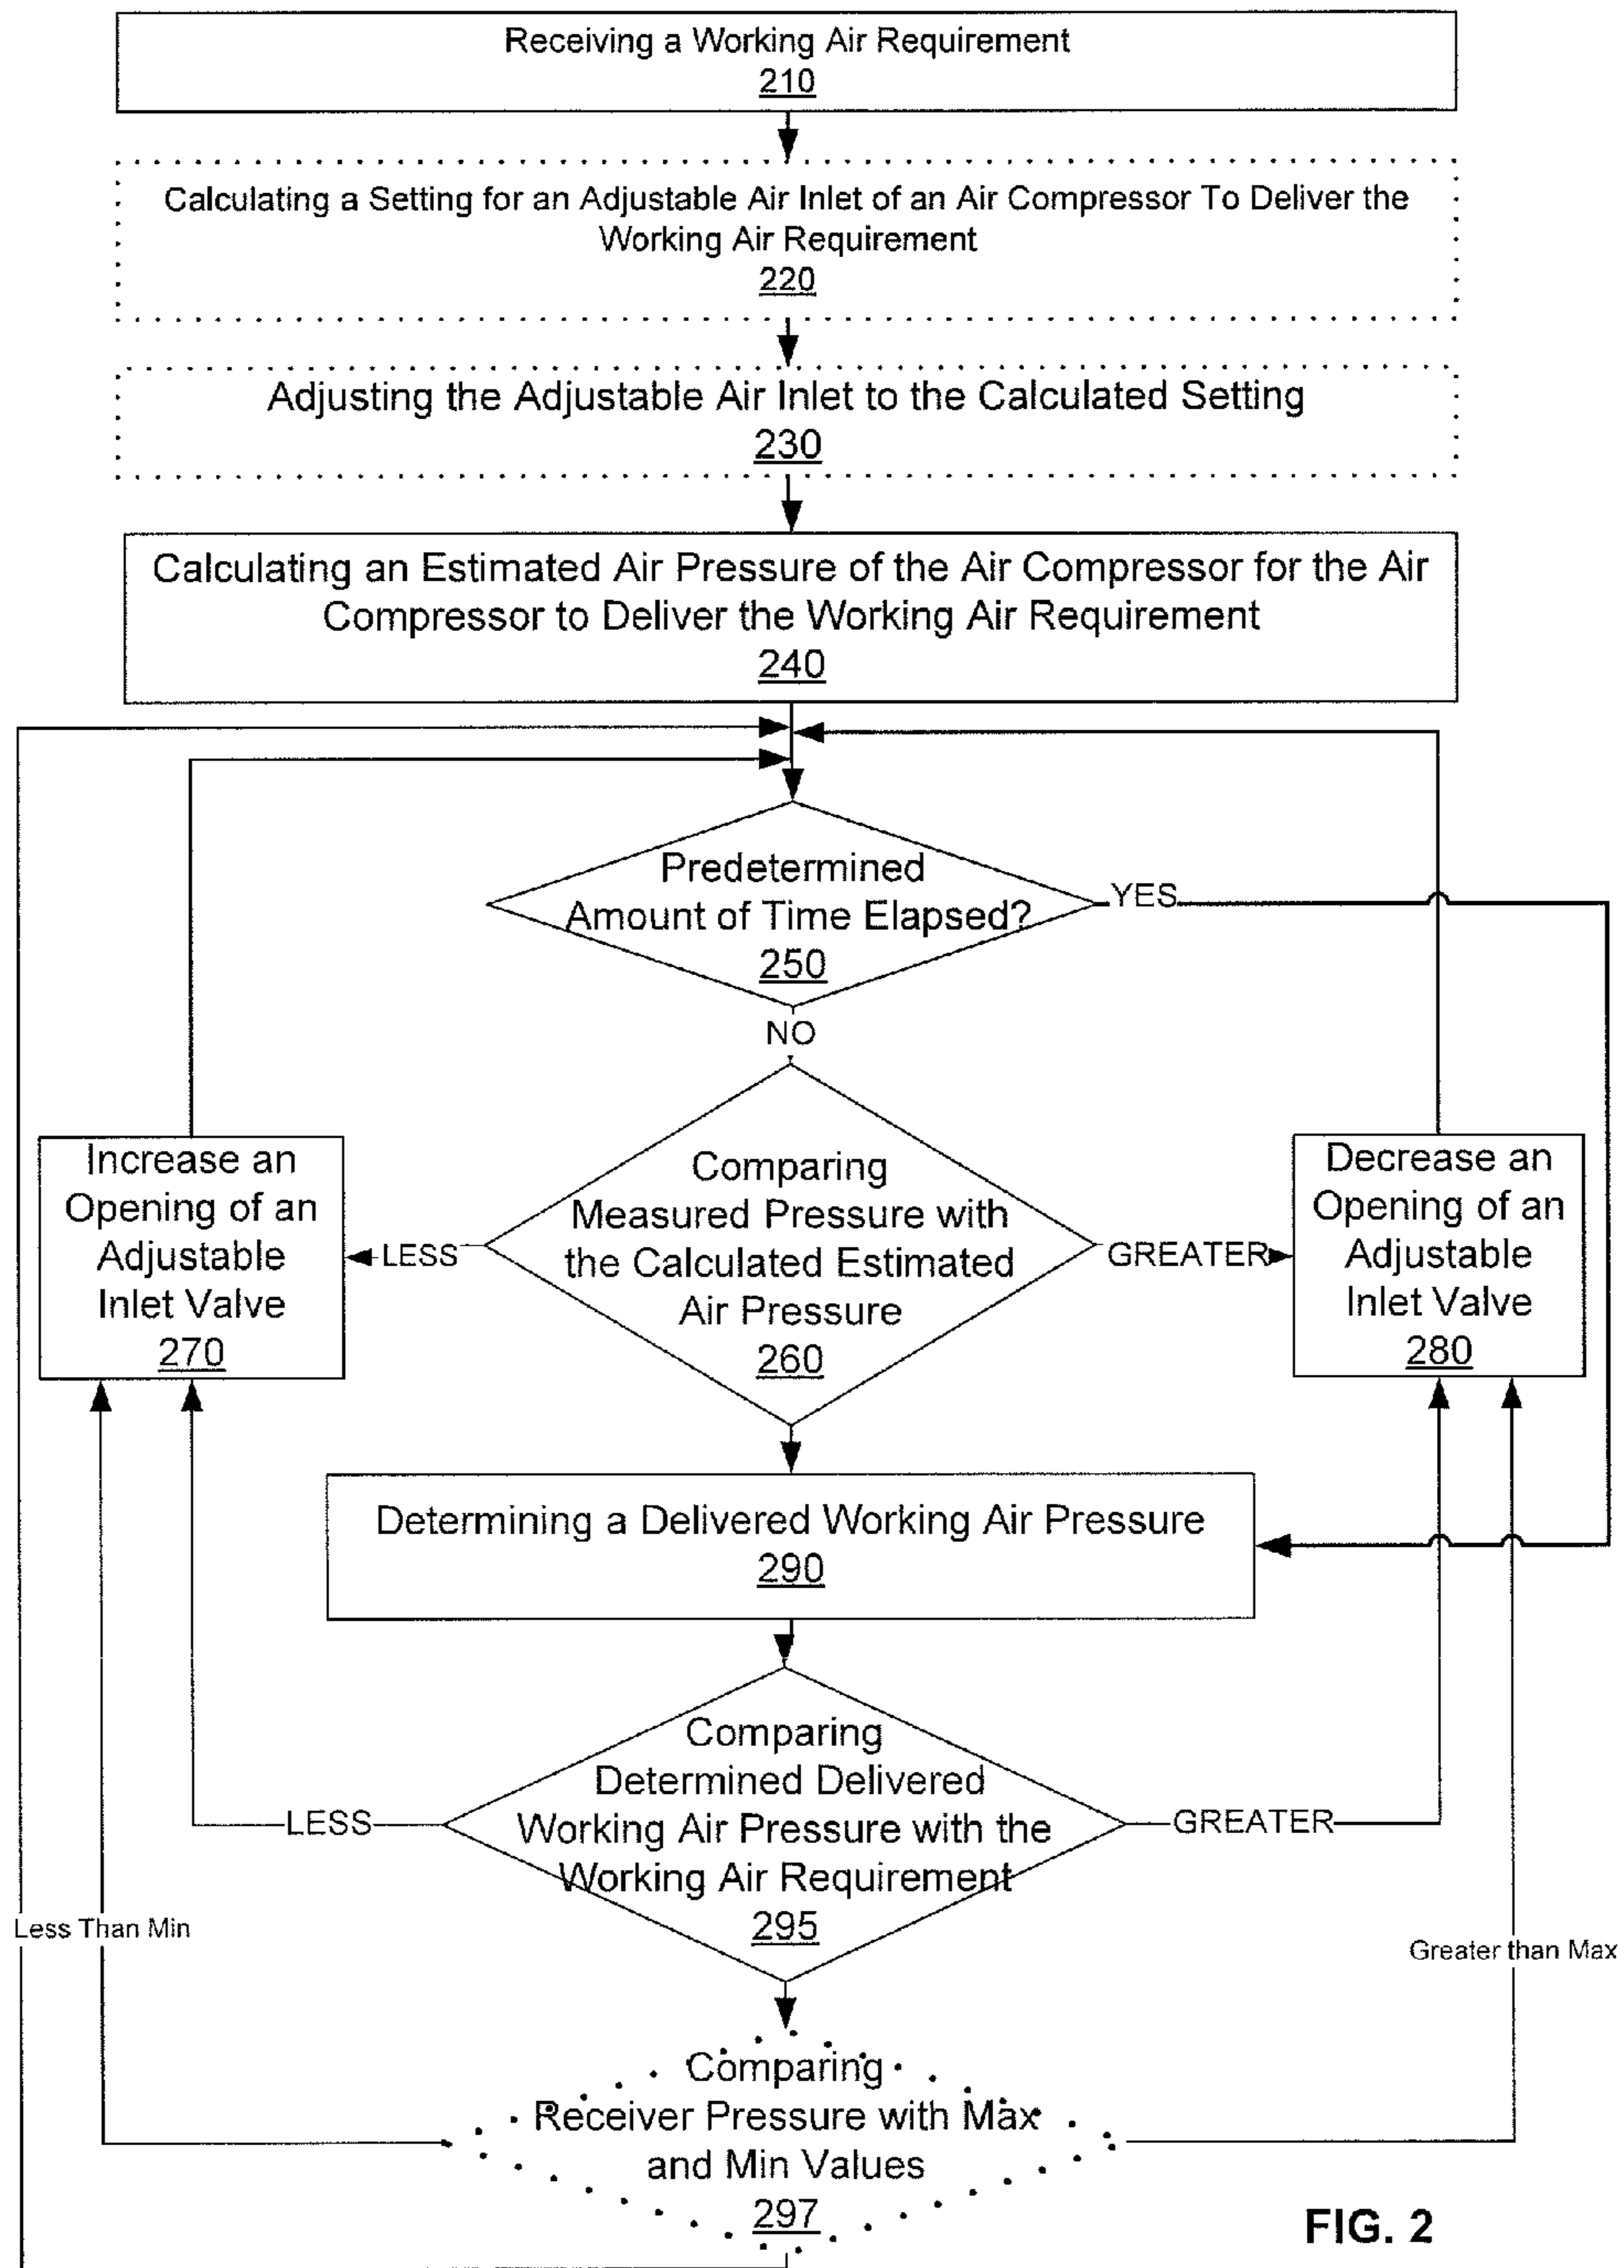 Receiving a Working Air Requirement
210
Calculating a Setting for an Adjustable Air Inlet of an Air Compressor To Deliver the
Working Air Requirement
220
Adjusting the Adjustable Air Inlet to the Calculated Setting
230
Calculating an Estimated Air Pressure of the Air Compressor for the Air
Compressor to Deliver the Working Air Requirement
240
Predetermined
Amount of Time Elapsed?
250
YES
NO
Increase an
Opening of an
Adjustable
Inlet Valve
270
LESS
Comparing
Measured Pressure with
the Calculated Estimated
Air Pressure
260
GREATER
Decrease an
Opening of an
Adjustable
Inlet Valve
280
Determining a Delivered Working Air Pressure
290
LESS
Comparing
Determined Delivered
Working Air Pressure with the
Working Air Requirement
295
GREATER
Less Than Min
Greater than Max
Comparing
Receiver Pressure with Max
and Min Values
297
FIG. 2